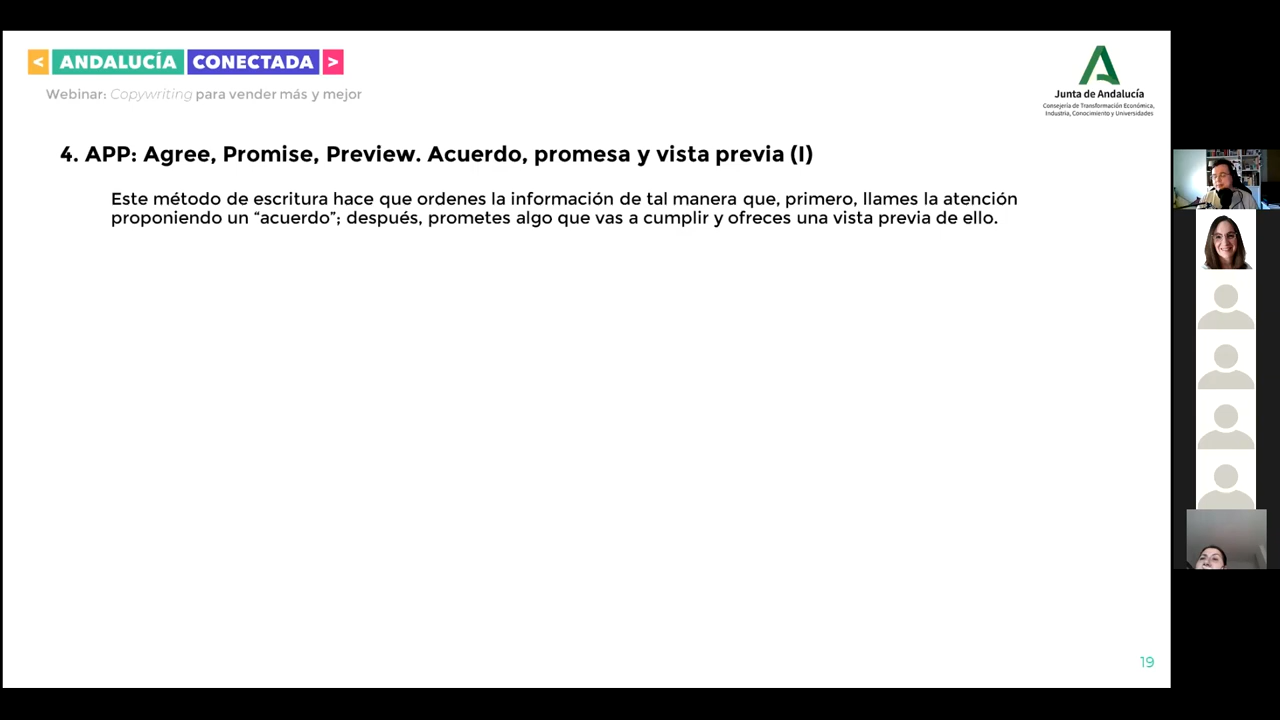 < ANDALUCÍA CONECTADA >
Webinar: Copywriting para vender más y mejor
Junta de Andalucía
Consejería de Transformación Económica,
Industria, Conocimiento y Universidades
4. APP: Agree, Promise, Preview. Acuerdo, promesa y vista previa (I)
Este método de escritura hace que ordenes la información de tal manera que, primero, llames la atención
proponiendo un “acuerdo”; después, prometes algo que vas a cumplir y ofreces una vista previa de ello.
19